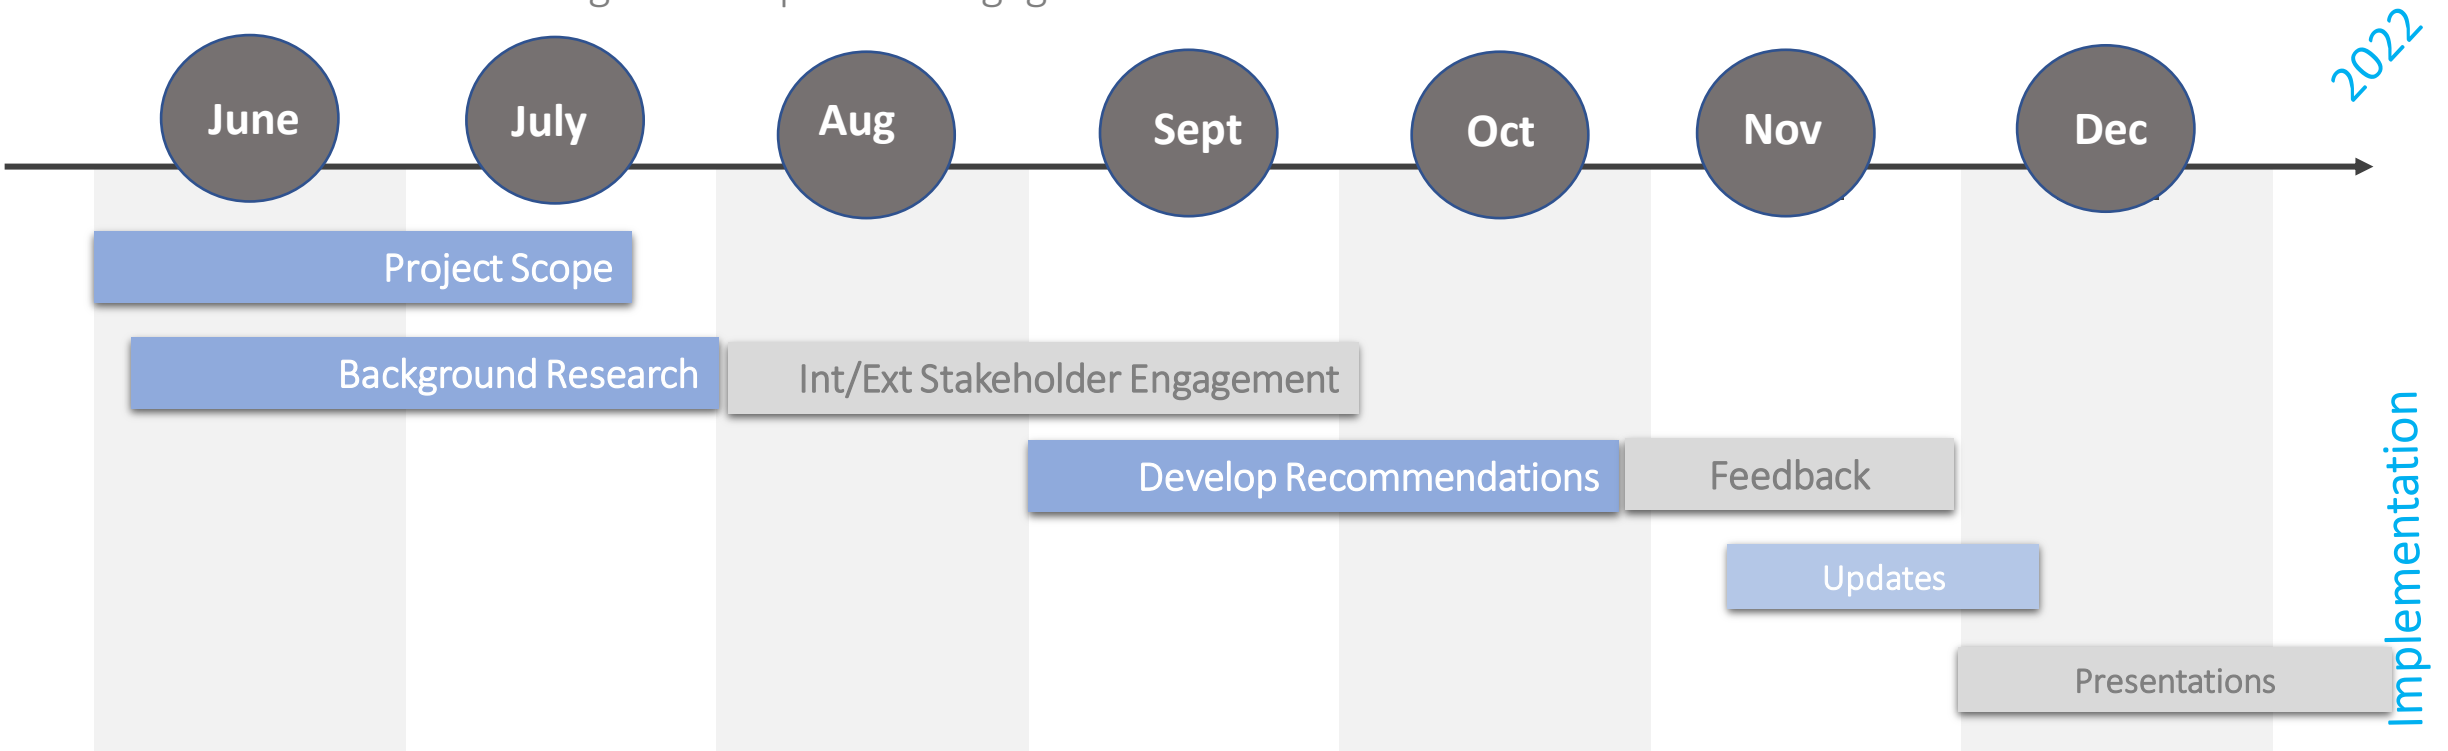 2022
June
July
Aug
Sept
Oct
Nov
Dec
Project Scope
Background Research
Int/Ext Stakeholder Engagement
Develop Recommendations
Feedback
Updates
Presentations
Implementation